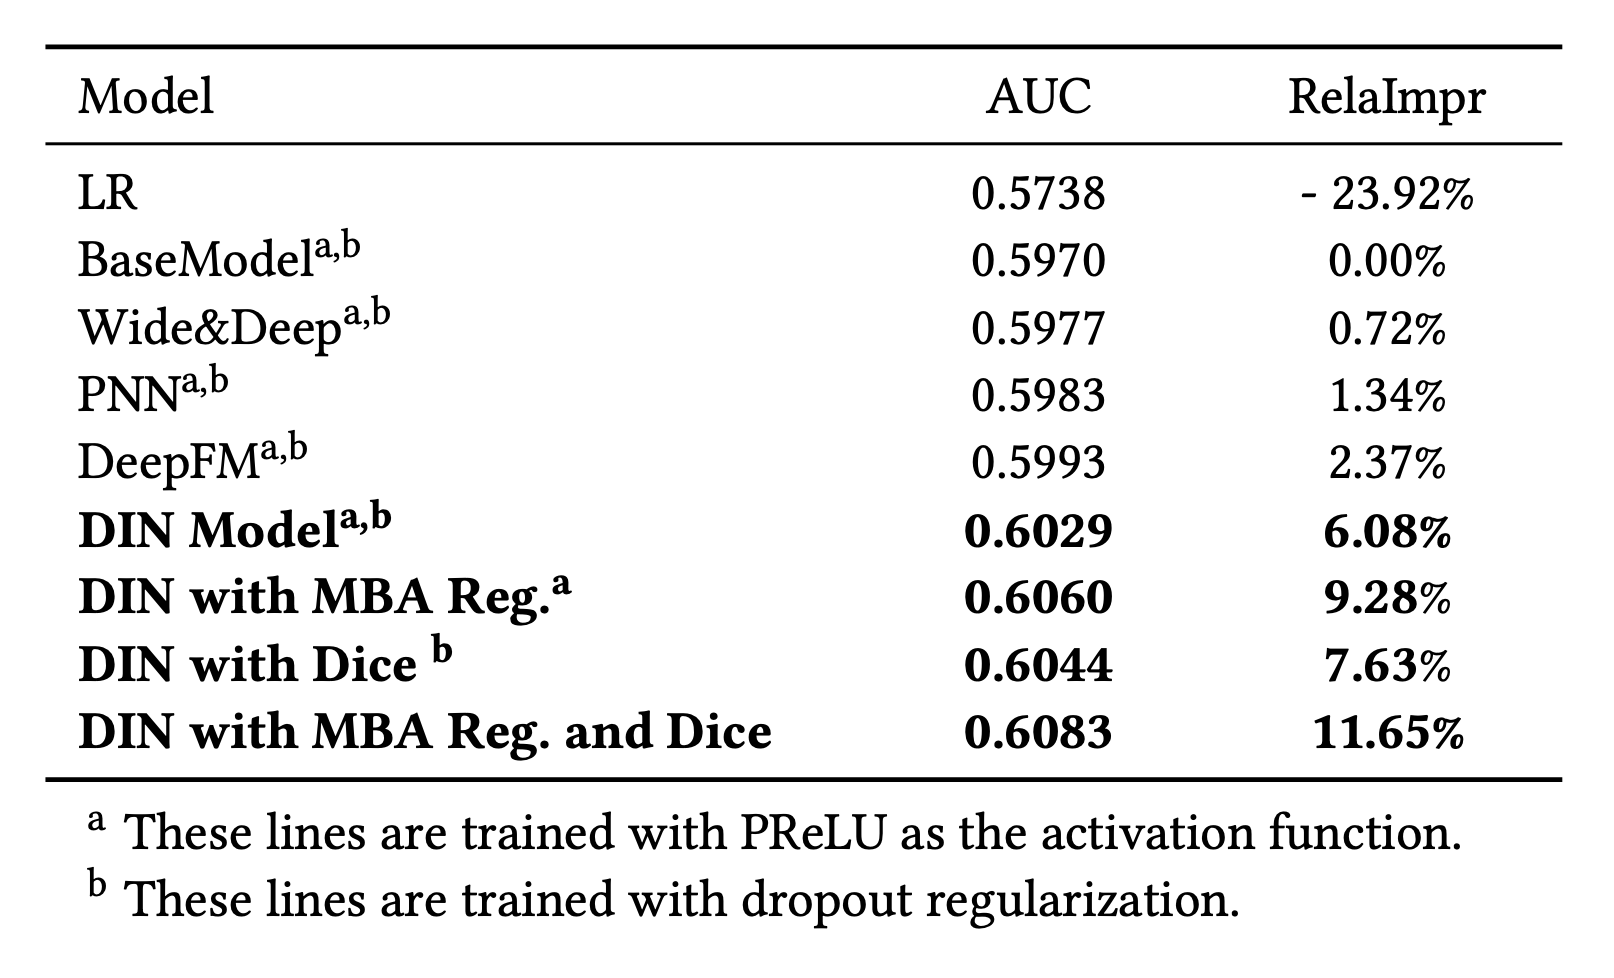 Model AUC RelaImpr
LR 0.5738 - 23.92%
BaseModel^a,b 0.5970 0.00%
Wide&Deep^a,b 0.5977 0.72%
PNN^a,b 0.5983 1.34%
DeepFM^a,b 0.5993 2.37%
DIN Model^a,b 0.6029 6.08%
DIN with MBA Reg.^a 0.6060 9.28%
DIN with Dice ^b 0.6044 7.63%
DIN with MBA Reg. and Dice 0.6083 11.65%
^a These lines are trained with PReLU as the activation function.
^b These lines are trained with dropout regularization.